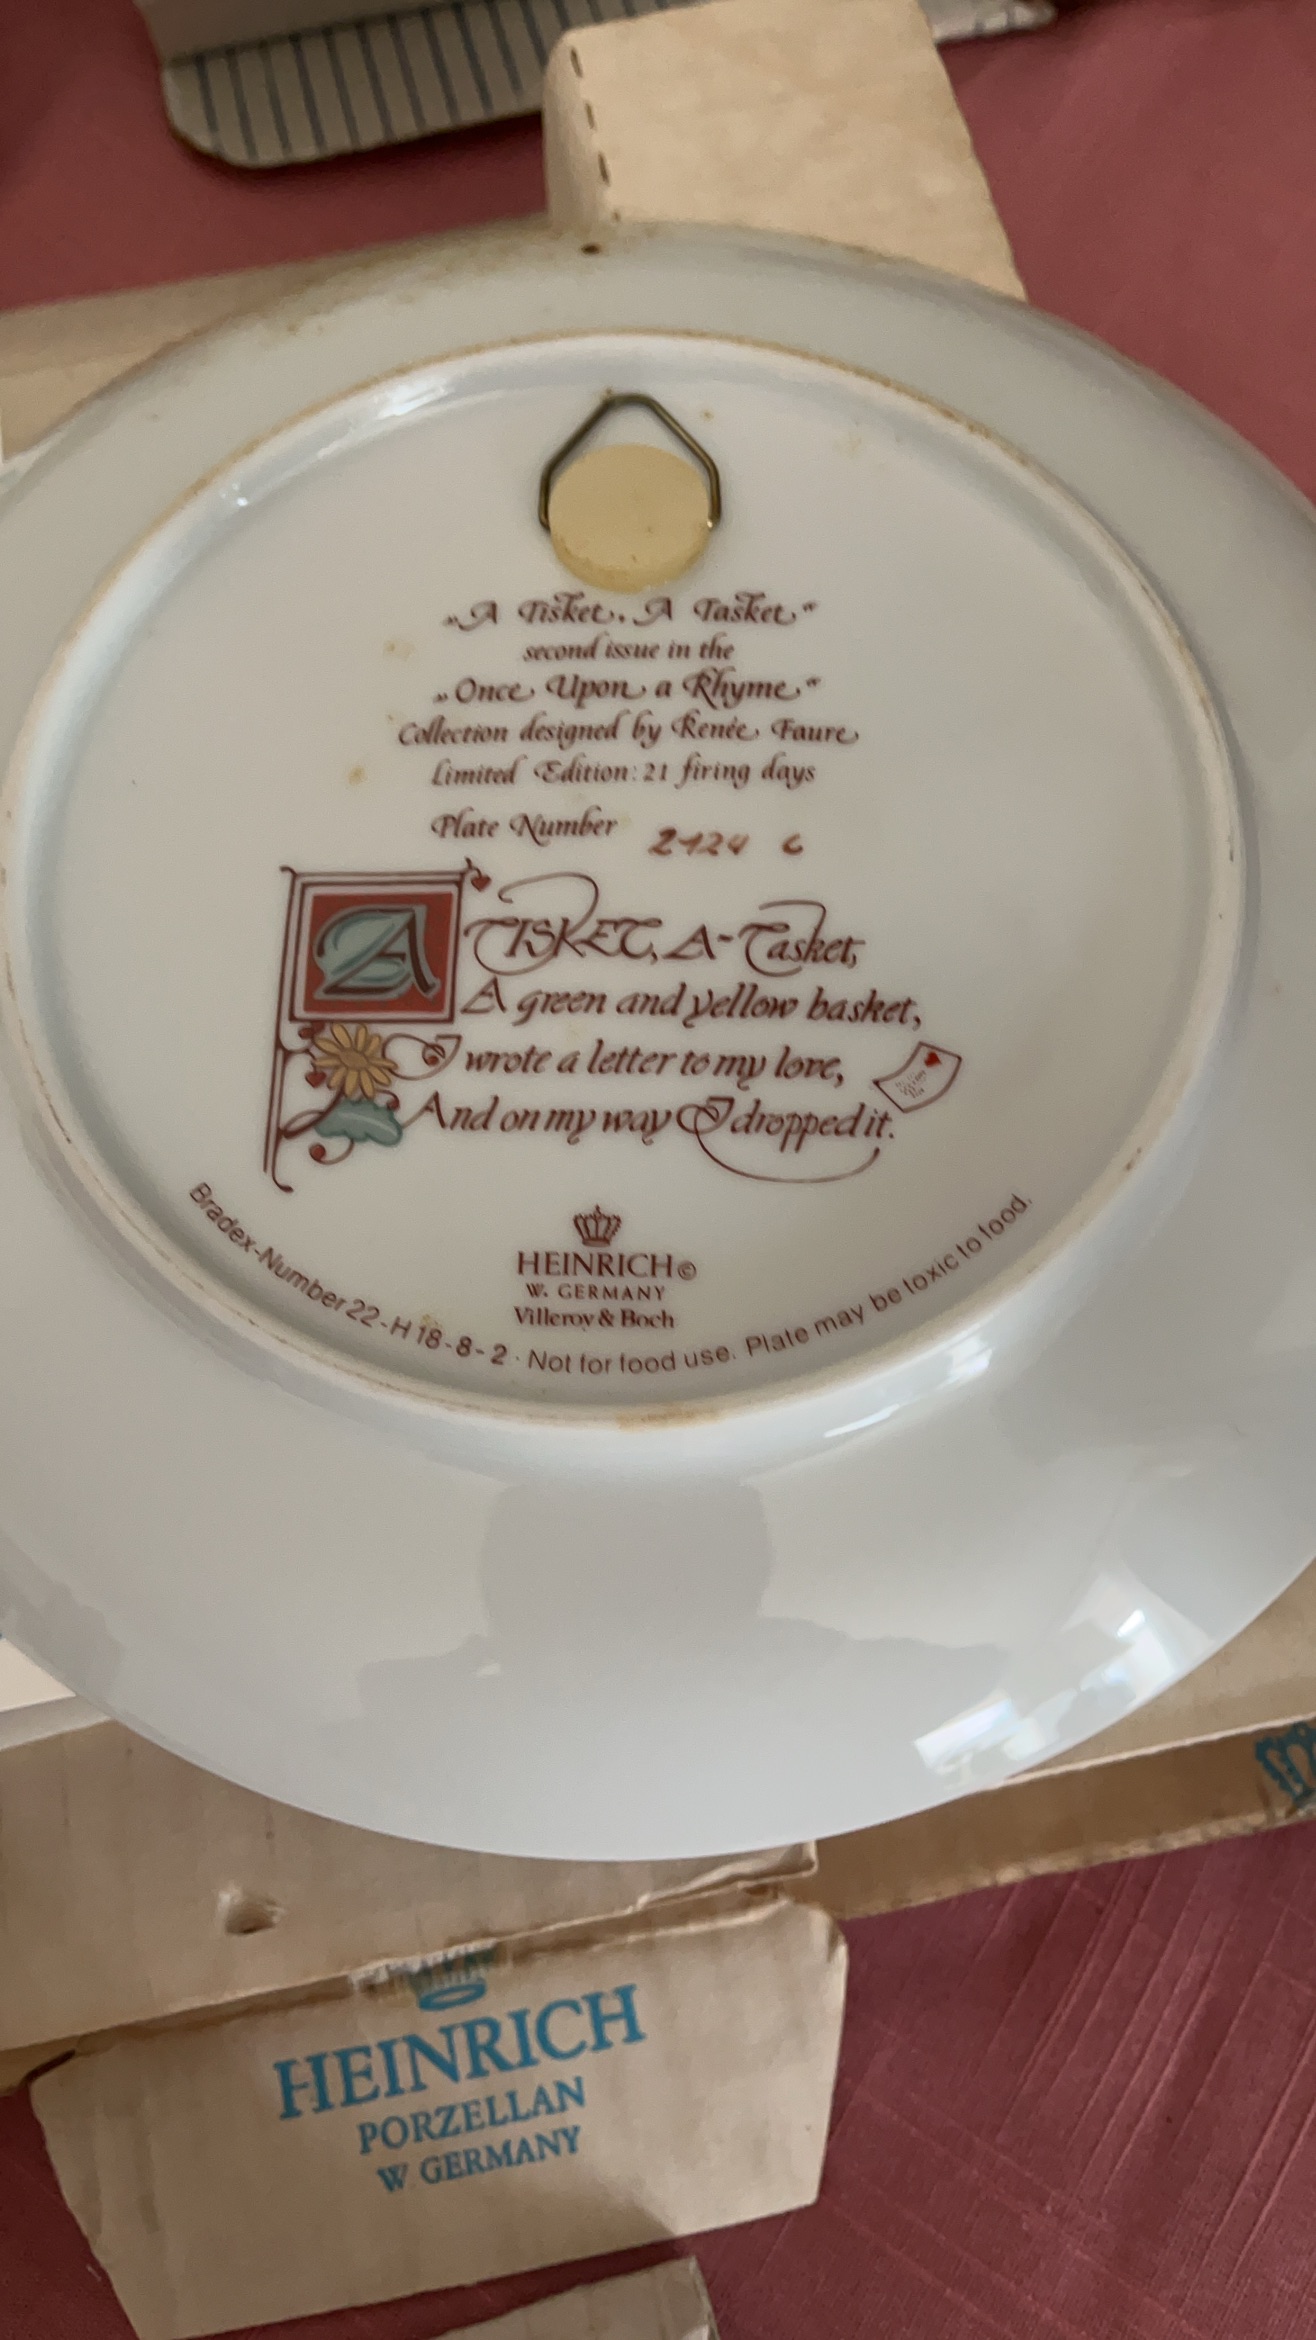 „A Tisket, A Tasket“
second issue in the
„Once Upon a Rhyme“
Collection designed by Renée Faure
Limited Edition: 21 firing days
Plate Number 2124 C
A TISKET, A-Tasket,
A green and yellow basket,
I wrote a letter to my love,
And on my way I dropped it.
HEINRICH©
W. GERMANY
Villeroy & Boch
Bradex-Number 22-H 18-8-2 · Not for food use. Plate may be toxic to food.
HEINRICH
PORZELLAN
W GERMANY